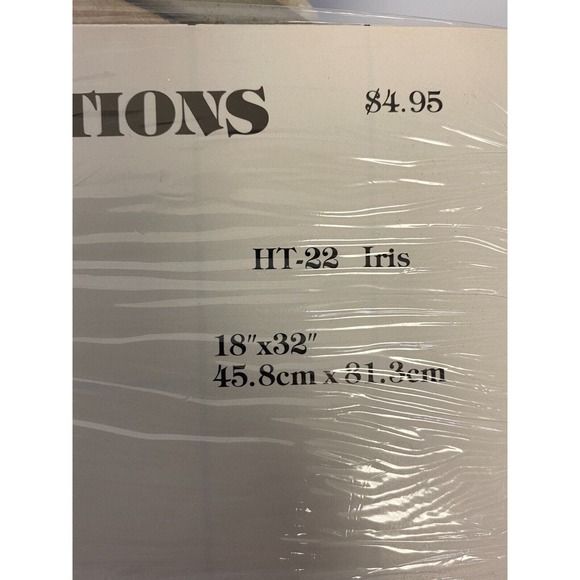 TIONS
$4.95
HT-22 Iris
18"x32"
45.8cm x 81.3cm